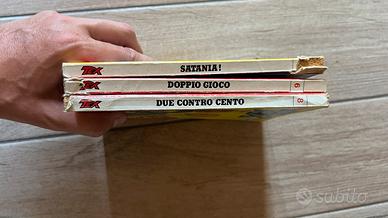 TEX SATANIA!
TEX DOPPIO GIOCO 6
TEX DUE CONTRO CENTO 8
subito